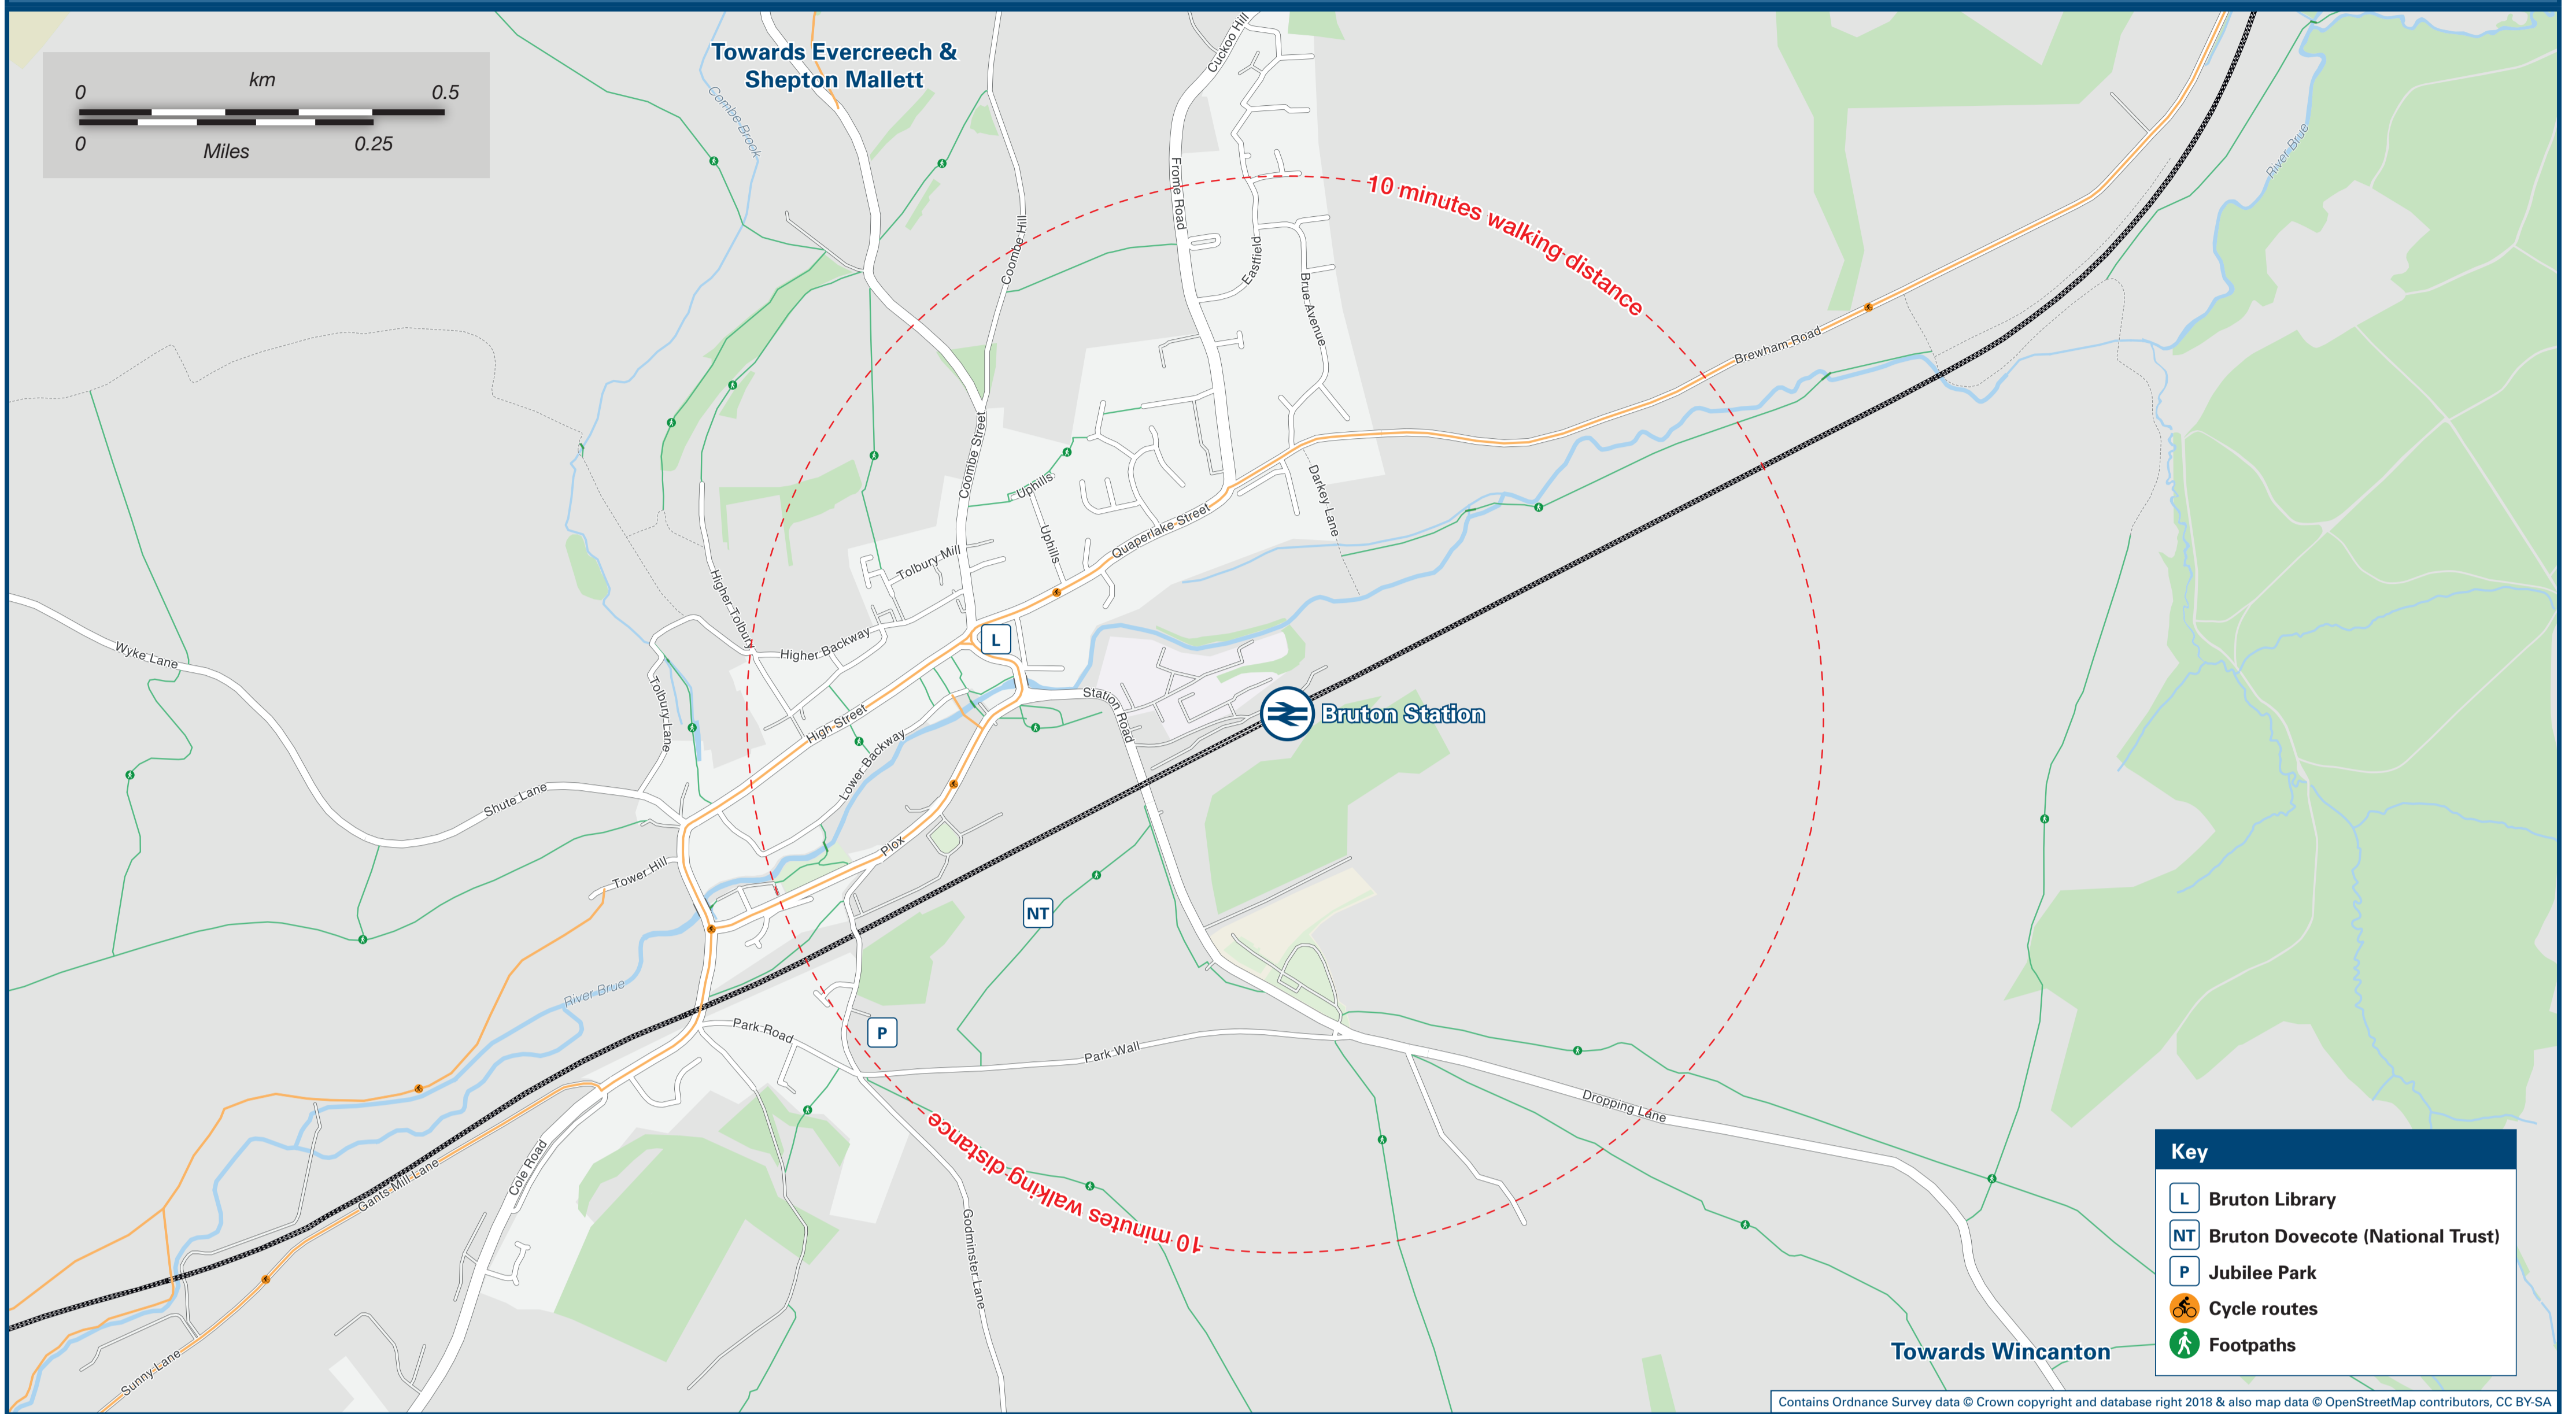 Towards Evercreech &
Shepton Mallett
km
0
0.5
0
Miles
0.25
Combe Brook
Cuckoo Hill
Frome Road
Coombe Hill
Eastfield
Brue Avenue
10 minutes walking distance
River Brue
Brewham Road
Coombe Street
Uphills
Uphills
Quaperlake Street
Darkey Lane
Tolbury Mill
Higher Tolbury
Higher Backway
L
Wyke Lane
Tolbury Lane
High Street
Lower Backway
Station Road
Bruton Station
Shute Lane
Plox
Tower Hill
NT
River Brue
Park Road
P
Park Wall
Dropping Lane
10 minutes walking distance
Cole Road
Gants Mill Lane
Godminster Lane
Sunny Lane
Towards Wincanton
Key
L Bruton Library
NT Bruton Dovecote (National Trust)
P Jubilee Park
Cycle routes
Footpaths
Contains Ordnance Survey data © Crown copyright and database right 2018 & also map data © OpenStreetMap contributors, CC BY-SA